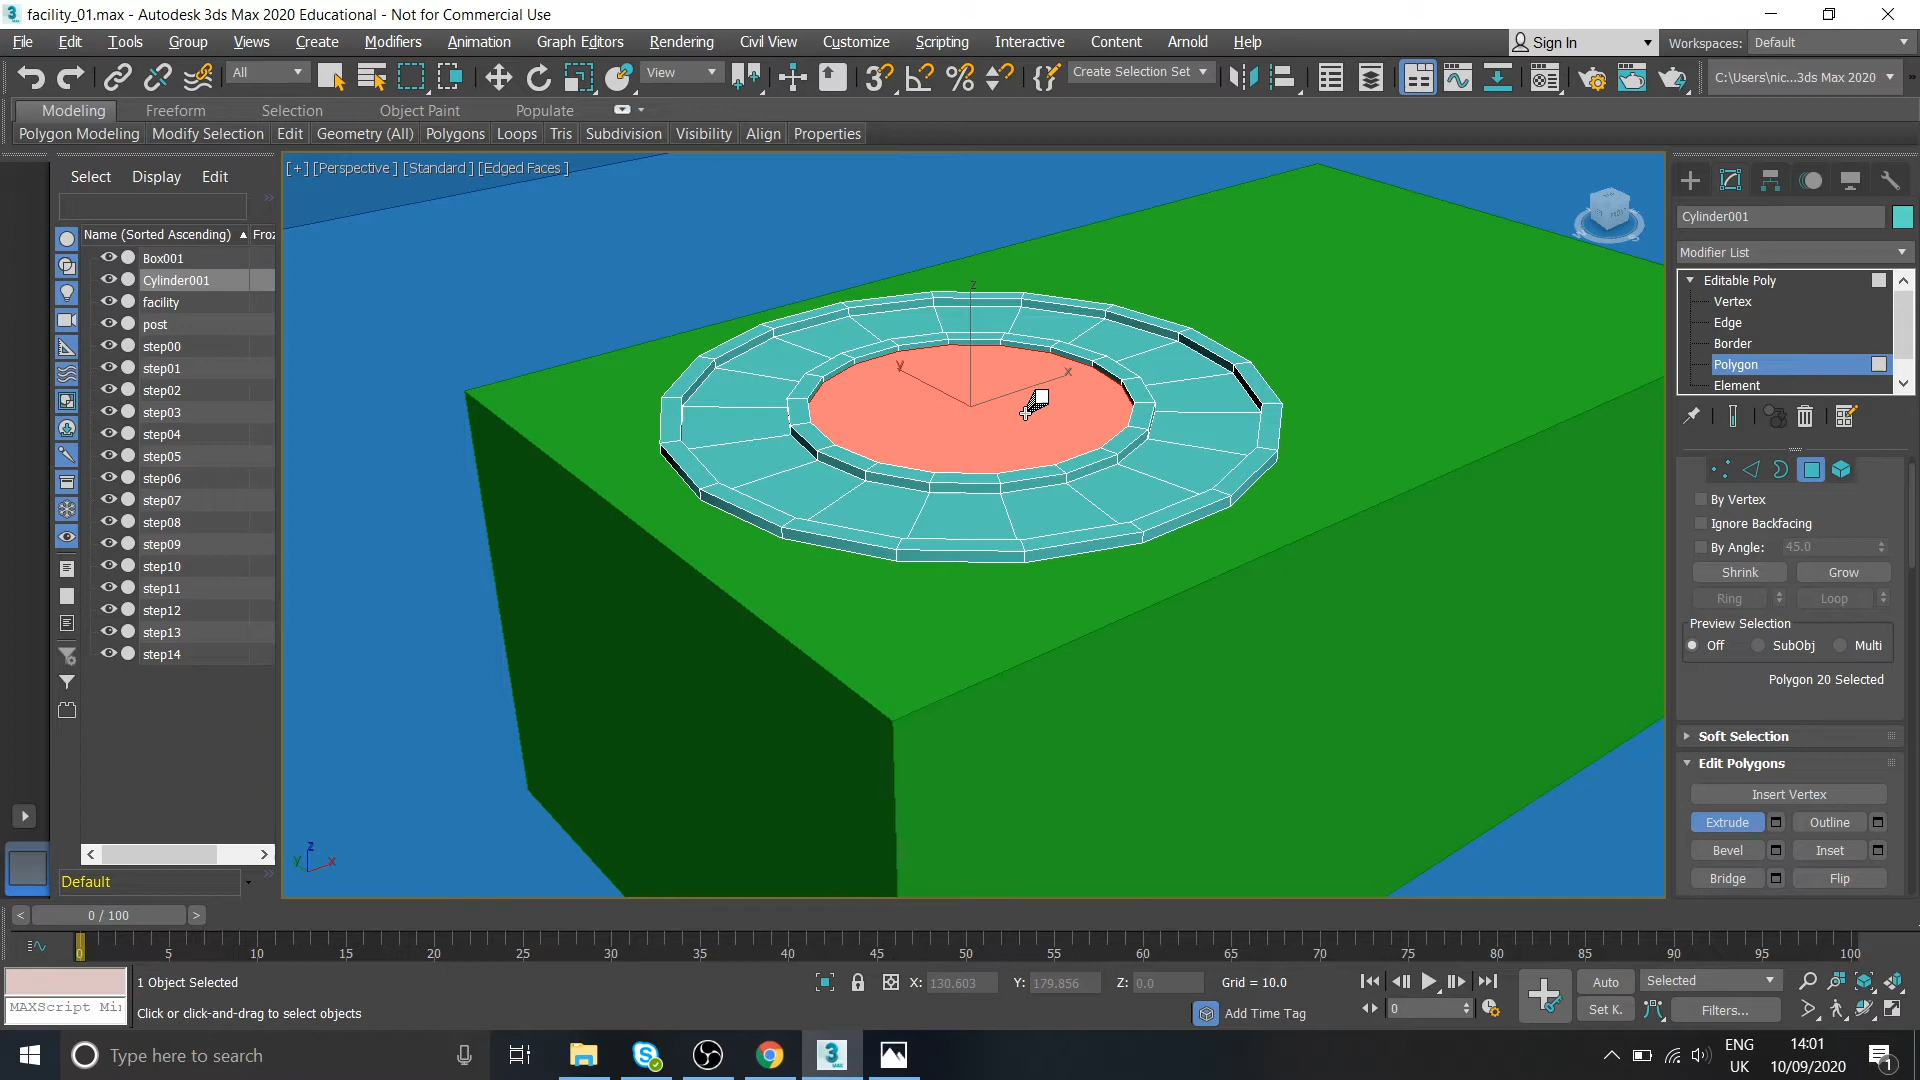 facility_01.max - Autodesk 3ds Max 2020 Educational - Not for Commercial Use
File Edit Tools Group Views Create Modifiers Animation Graph Editors Rendering Civil View Customize Scripting Interactive Content Arnold Help Sign In Workspaces: Default
All View Create Selection Set C:\Users\nic...3ds Max 2020
Modeling Freeform Selection Object Paint Populate
Polygon Modeling Modify Selection Edit Geometry (All) Polygons Loops Tris Subdivision Visibility Align Properties
Select Display Edit
[+] [Perspective ] [Standard ] [Edged Faces ]
Name (Sorted Ascending) Froz
Box001
Cylinder001
facility
post
step00
step01
step02
step03
step04
step05
step06
step07
step08
step09
step10
step11
step12
step13
step14
Default
z
y
x
z
y
x
Cylinder001
Modifier List
Editable Poly
Vertex
Edge
Border
Polygon
Element
By Vertex
Ignore Backfacing
By Angle: 45.0
Shrink Grow
Ring Loop
Preview Selection
Off SubObj Multi
Polygon 20 Selected
Soft Selection
Edit Polygons
Insert Vertex
Extrude Outline
Bevel Inset
Bridge Flip
< 0 / 100 >
0 5 10 15 20 25 30 35 40 45 50 55 60 65 70 75 80 85 90 95 100
1 Object Selected X: 130.603 Y: 179.856 Z: 0.0 Grid = 10.0 Auto Selected
MAXScript Mi Click or click-and-drag to select objects Add Time Tag 0 Set K. Filters...
Type here to search
ENG
UK
14:01
10/09/2020
1